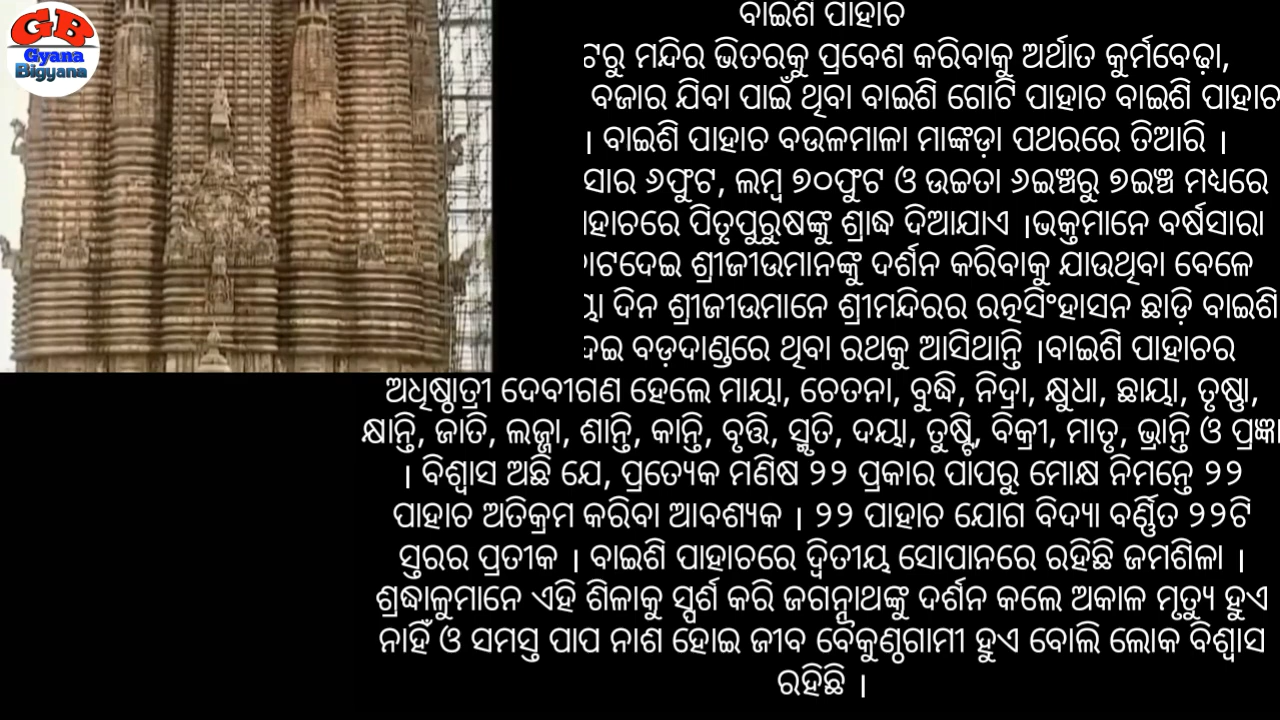 GB
Gyana
Bigyana
ବାଇଶି ପାହାଚ
ମନ୍ଦିର ଭିତରକୁ ପ୍ରବେଶ କରିବାକୁ ଅର୍ଥାତ କୁର୍ମବେଢ଼ା,
ବଜାର ଯିବା ପାଇଁ ଥିବା ବାଇଶି ଗୋଟି ପାହାଚ ବାଇଶି ପାହାଚ
। ବାଇଶି ପାହାଚ ବଉଳମାଳା ମାଙ୍କଡ଼ା ପଥରରେ ତିଆରି ।
୬ଫୁଟ, ଲମ୍ବ ୭୦ଫୁଟ ଓ ଉଚ୍ଚତା ୬ଇଞ୍ଚରୁ ୭ଇଞ୍ଚ ମଧ୍ୟରେ
ପିତୃପୁରୁଷଙ୍କୁ ଶ୍ରାଦ୍ଧ ଦିଆଯାଏ ।ଭକ୍ତମାନେ ବର୍ଷସାରା
ଶ୍ରୀଜୀଉମାନଙ୍କୁ ଦର୍ଶନ କରିବାକୁ ଯାଉଥିବା ବେଳେ
ଦିନ ଶ୍ରୀଜୀଉମାନେ ଶ୍ରୀମନ୍ଦିରର ରତ୍ନସିଂହାସନ ଛାଡ଼ି ବାଇଶି
ବଡ଼ଦାଣ୍ଡରେ ଥିବା ରଥକୁ ଆସିଥାନ୍ତି ।ବାଇଶି ପାହାଚର
ଅଧିଷ୍ଠାତ୍ରୀ ଦେବୀଗଣ ହେଲେ ମାୟା, ଚେତନା, ବୁଦ୍ଧି, ନିଦ୍ରା, କ୍ଷୁଧା, ଛାୟା, ତୃଷ୍ଣା,
କ୍ଷାନ୍ତି, ଜାତି, ଲଜ୍ଜା, ଶାନ୍ତି, କାନ୍ତି, ବୃତ୍ତି, ସ୍ମୃତି, ଦୟା, ତୁଷ୍ଟି, ବିକ୍ରୀ, ମାତୃ, ଭ୍ରାନ୍ତି ଓ ପ୍ରଜ୍ଞା
। ବିଶ୍ୱାସ ଅଛି ଯେ, ପ୍ରତ୍ୟେକ ମଣିଷ ୨୨ ପ୍ରକାର ପାପରୁ ମୋକ୍ଷ ନିମନ୍ତେ ୨୨
ପାହାଚ ଅତିକ୍ରମ କରିବା ଆବଶ୍ୟକ । ୨୨ ପାହାଚ ଯୋଗ ବିଦ୍ୟା ବର୍ଣ୍ଣିତ ୨୨ଟି
ସ୍ତରର ପ୍ରତୀକ । ବାଇଶି ପାହାଚରେ ଦ୍ୱିତୀୟ ସୋପାନରେ ରହିଛି ଜମଶିଳା ।
ଶ୍ରଦ୍ଧାଳୁମାନେ ଏହି ଶିଳାକୁ ସ୍ପର୍ଶ କରି ଜଗନ୍ନାଥଙ୍କୁ ଦର୍ଶନ କଲେ ଅକାଳ ମୃତ୍ୟୁ ହୁଏ
ନାହିଁ ଓ ସମସ୍ତ ପାପ ନାଶ ହୋଇ ଜୀବ ବୈକୁଣ୍ଠଗାମୀ ହୁଏ ବୋଲି ଲୋକ ବିଶ୍ୱାସ
ରହିଛି ।